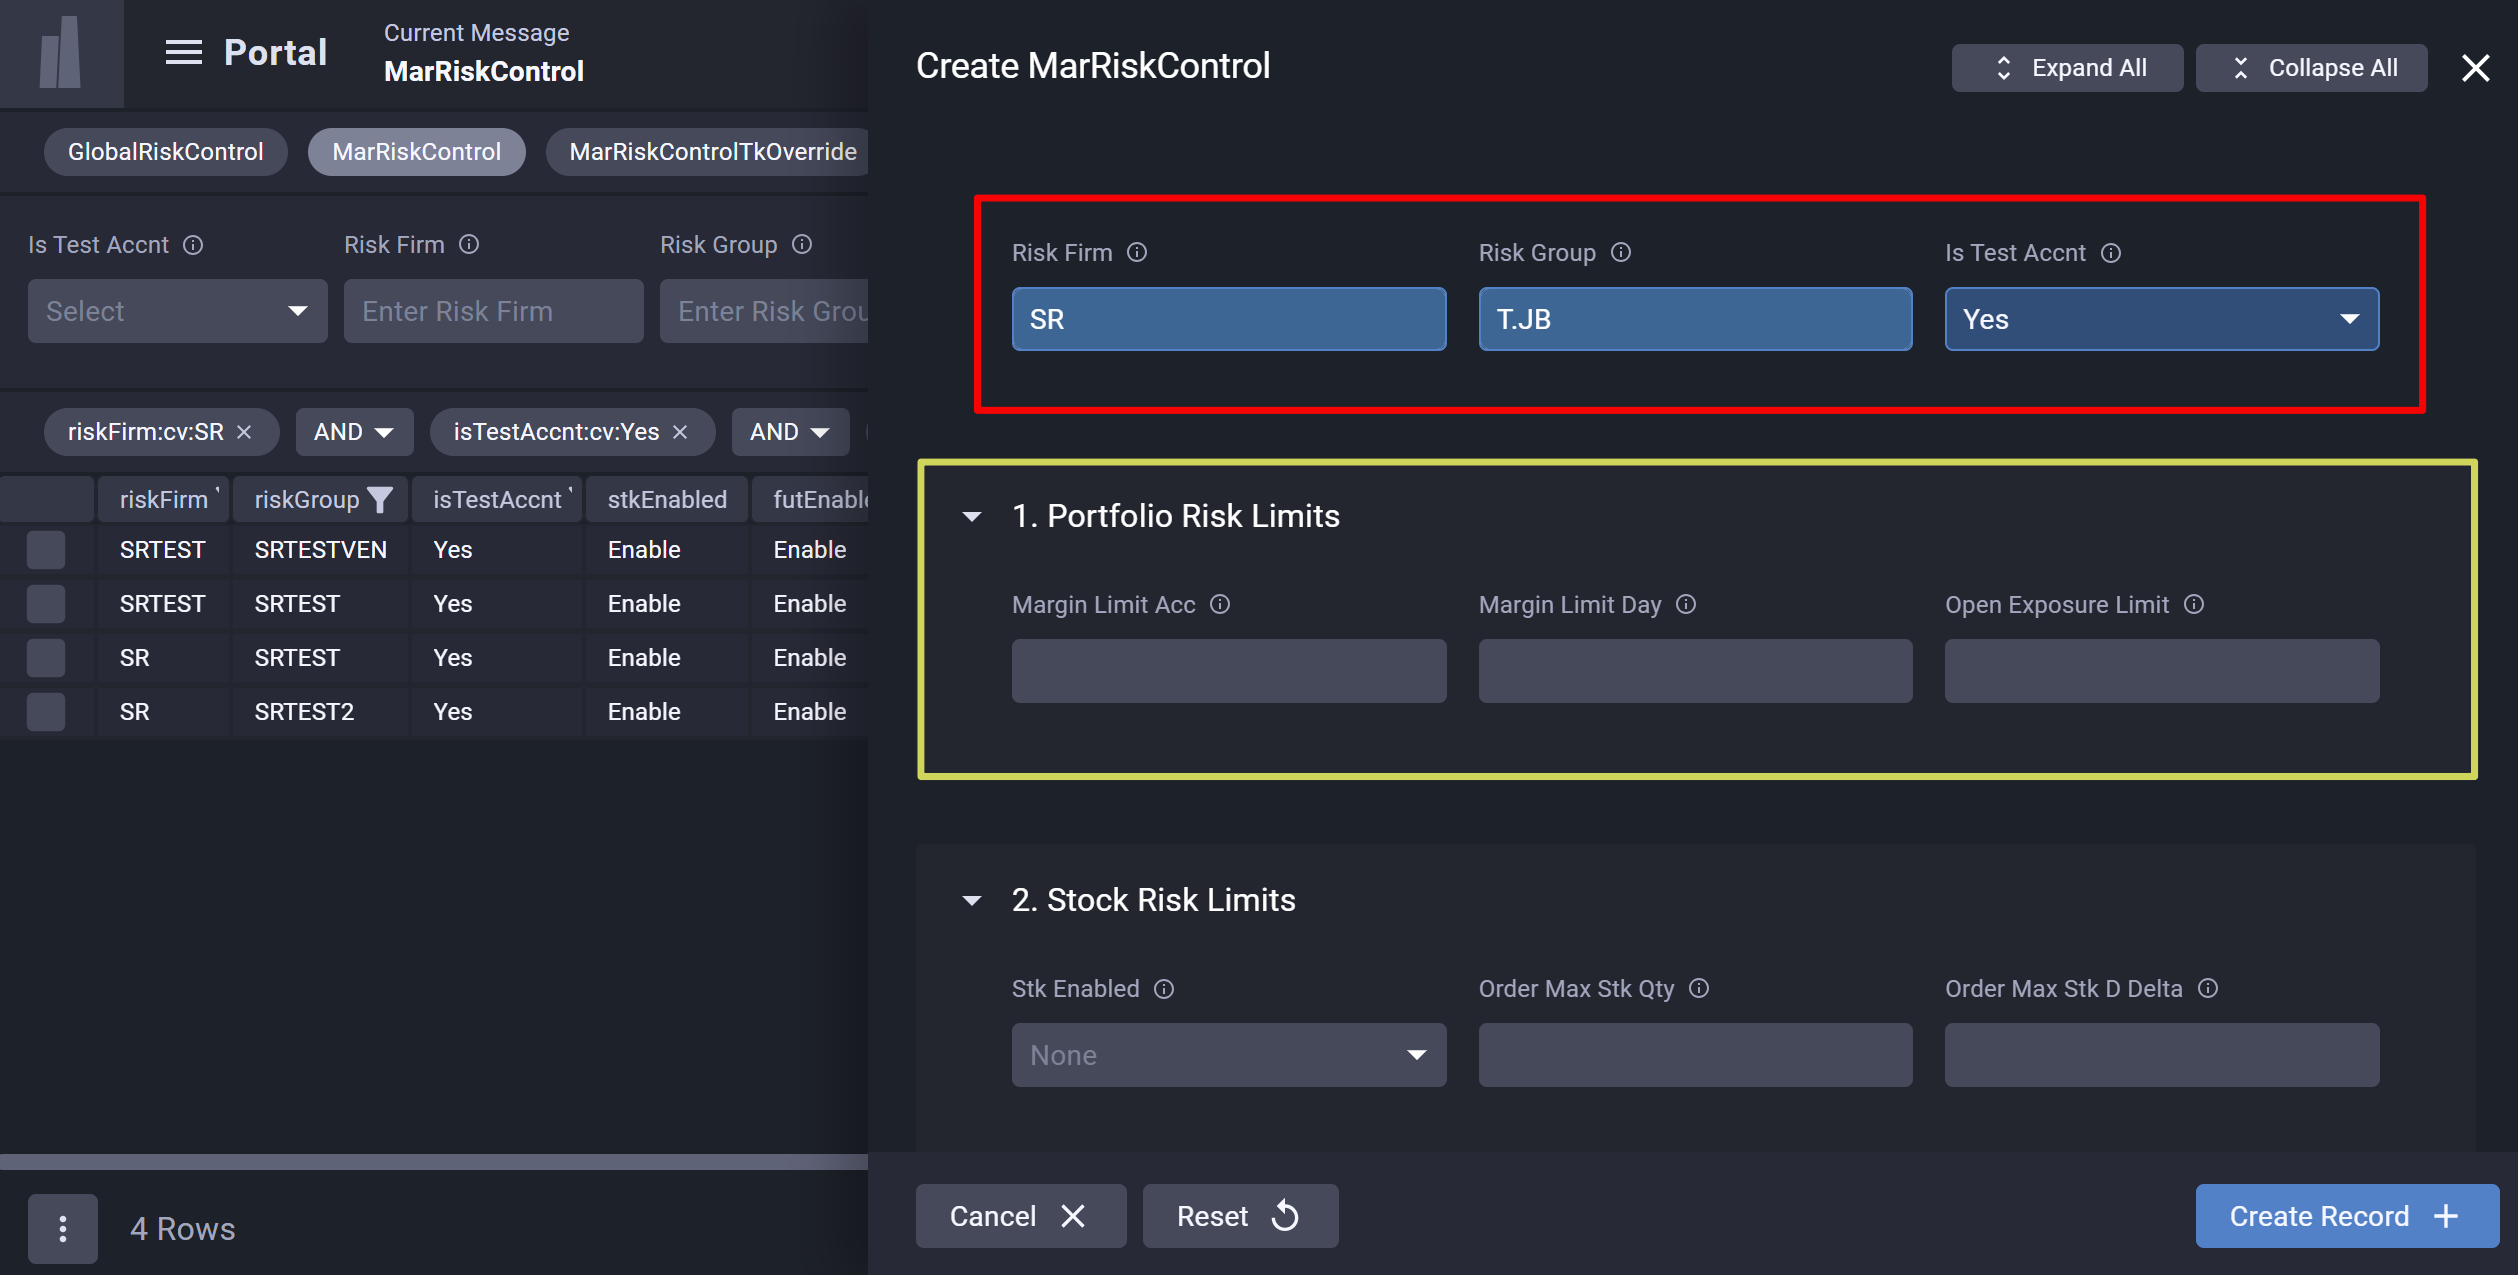 Portal
Current Message
MarRiskControl
GlobalRiskControl MarRiskControl MarRiskControlTkOverride
Is Test Accnt Risk Firm Risk Group
Select Enter Risk Firm Enter Risk Grou
riskFirm:cv:SR AND isTestAccnt:cv:Yes AND
riskFirm riskGroup isTestAccnt stkEnabled futEnable
SRTEST SRTESTVEN Yes Enable Enable
SRTEST SRTEST Yes Enable Enable
SR SRTEST Yes Enable Enable
SR SRTEST2 Yes Enable Enable
4 Rows
Create MarRiskControl
Expand All Collapse All
Risk Firm Risk Group Is Test Accnt
SR T.JB Yes
1. Portfolio Risk Limits
Margin Limit Acc Margin Limit Day Open Exposure Limit
2. Stock Risk Limits
Stk Enabled Order Max Stk Qty Order Max Stk D Delta
None
Cancel Reset Create Record